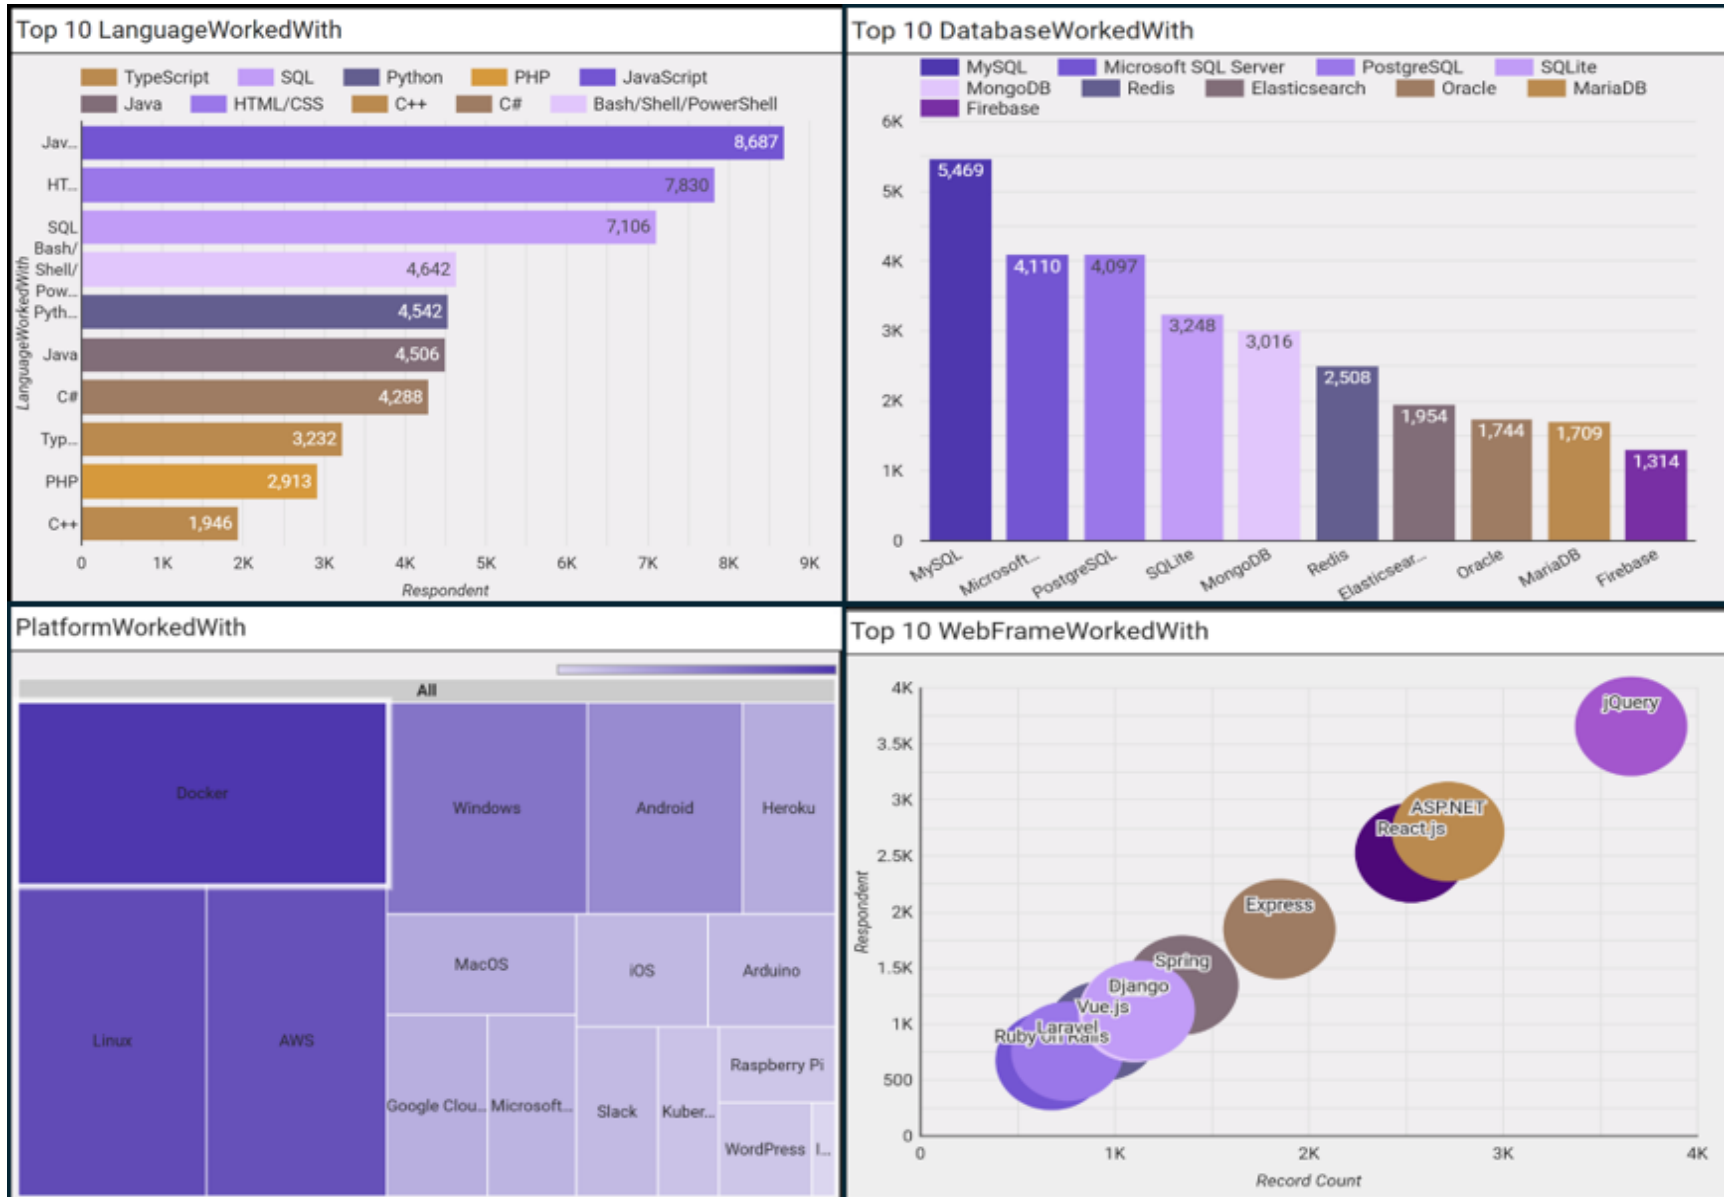 Top 10 LanguageWorkedWith
TypeScript SQL Python PHP JavaScript
Java HTML/CSS C++ C# Bash/Shell/PowerShell
LanguageWorkedWith
Jav... 8,687
HT... 7,830
SQL 7,106
Bash/
Shell/ 4,642
Pow...
Pyth... 4,542
Java 4,506
C# 4,288
Typ... 3,232
PHP 2,913
C++ 1,946
0 1K 2K 3K 4K 5K 6K 7K 8K 9K
Respondent
Top 10 DatabaseWorkedWith
MySQL Microsoft SQL Server PostgreSQL SQLite
MongoDB Redis Elasticsearch Oracle MariaDB
Firebase
6K
5K
4K
3K
2K
1K
0
5,469
4,110
4,097
3,248
3,016
2,508
1,954
1,744
1,709
1,314
MySQL
Microsoft...
PostgreSQL
SQLite
MongoDB
Redis
Elasticsear...
Oracle
MariaDB
Firebase
PlatformWorkedWith
All
Docker
Windows
Android
Heroku
Linux
AWS
MacOS
iOS
Arduino
Google Clou...
Microsoft...
Slack
Kuber...
Raspberry Pi
WordPress
I...
Top 10 WebFrameWorkedWith
Respondent
4K
3.5K
3K
2.5K
2K
1.5K
1K
500
0
jQuery
ASP.NET
React.js
Express
Spring
Django
Vue.js
Laravel
Ruby on Rails
0 1K 2K 3K 4K
Record Count